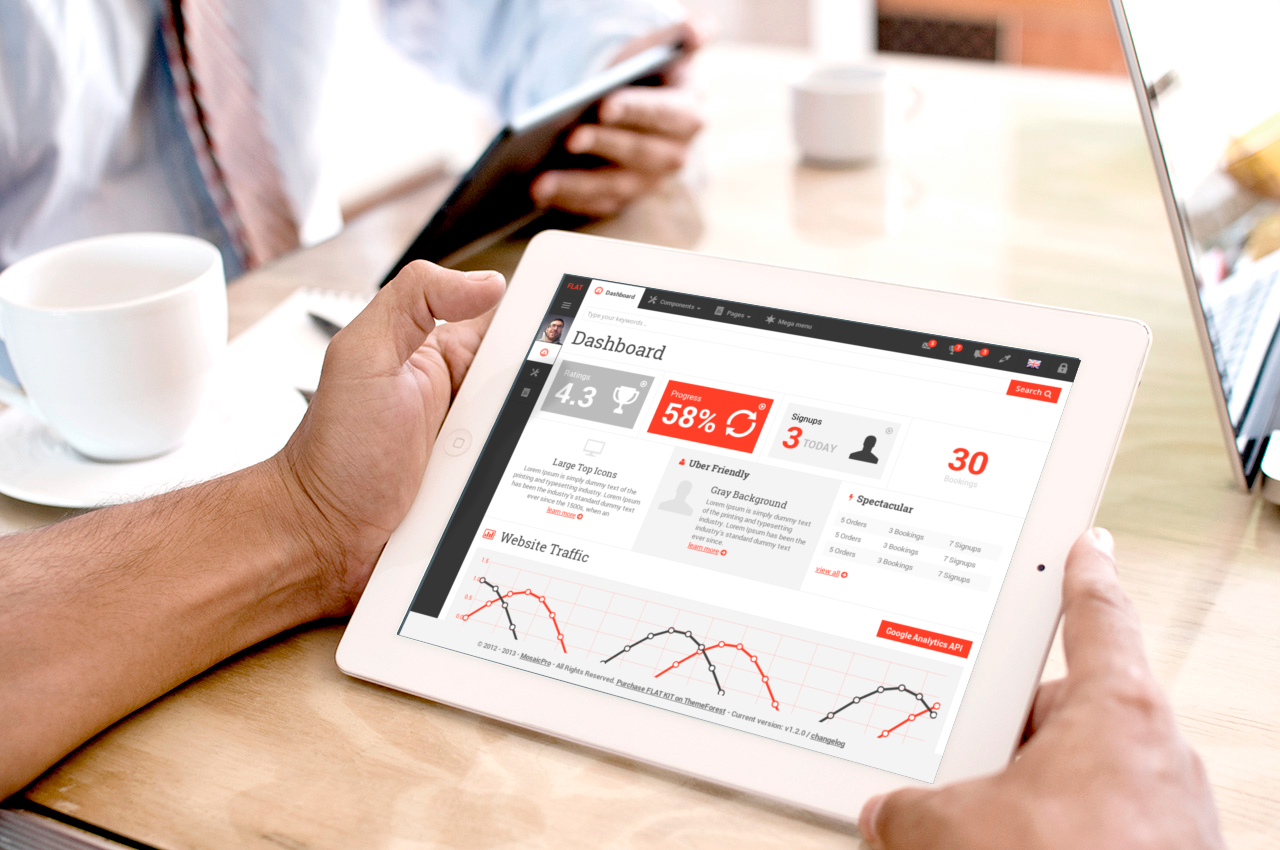 FLAT
Dashboard
Components
Pages
Mega menu
4
7
3
Type your keywords ..
Search
Dashboard
Ratings
4.3
Progress
58%
Signups
3 TODAY
30
Bookings
Large Top Icons
Lorem Ipsum is simply dummy text of the
printing and typesetting industry. Lorem Ipsum
has been the industry's standard dummy text
ever since the 1500s, when an
learn more
Uber Friendly
Gray Background
Lorem Ipsum is simply dummy text
of the printing and typesetting
industry. Lorem Ipsum has been the
industry's standard dummy text
ever since.
learn more
Spectacular
5 Orders 3 Bookings 7 Signups
5 Orders 3 Bookings 7 Signups
5 Orders 3 Bookings 7 Signups
view all
Website Traffic
Google Analytics API
1.5
1.0
0.5
0.0
© 2012 - 2013 - MosaicPro - All Rights Reserved. Purchase FLAT KIT on ThemeForest - Current version: v1.2.0 / changelog